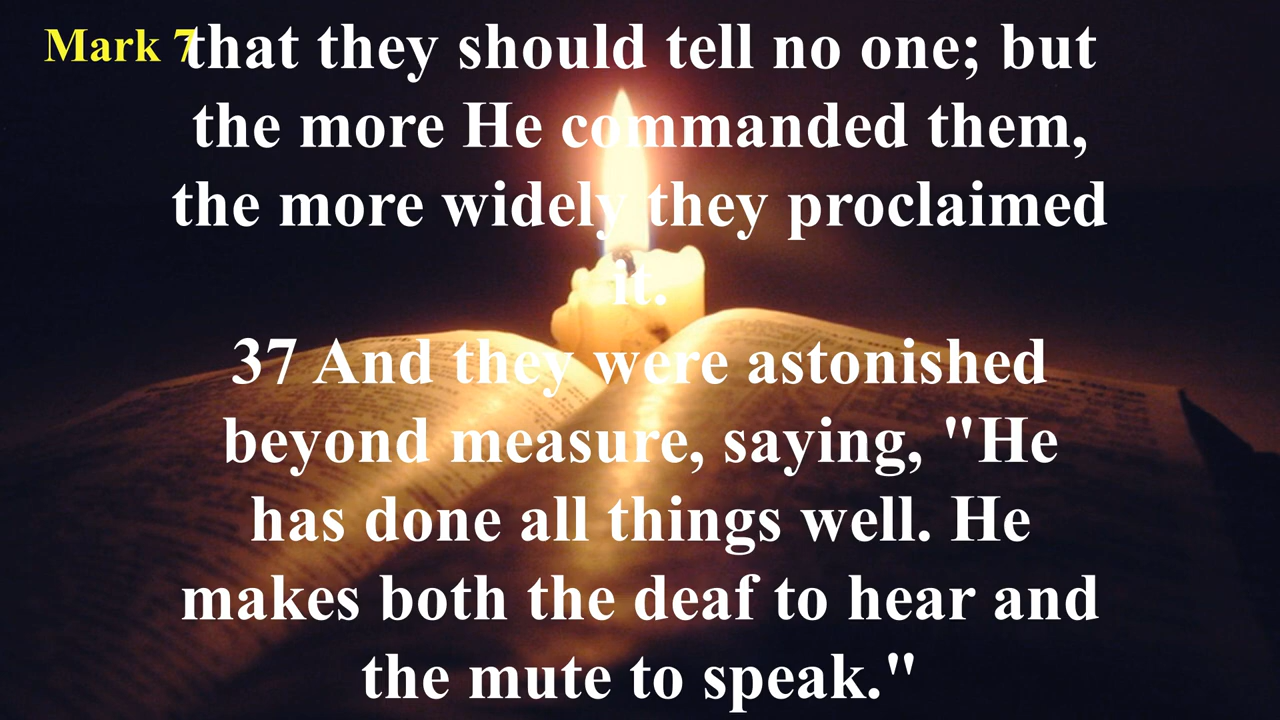 Mark 7
that they should tell no one; but
the more He commanded them,
the more widely they proclaimed
it.
37 And they were astonished
beyond measure, saying, "He
has done all things well. He
makes both the deaf to hear and
the mute to speak."